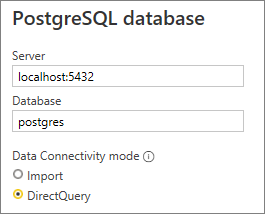 PostgreSQL database
Server
localhost:5432
Database
postgres
Data Connectivity mode
Import
DirectQuery